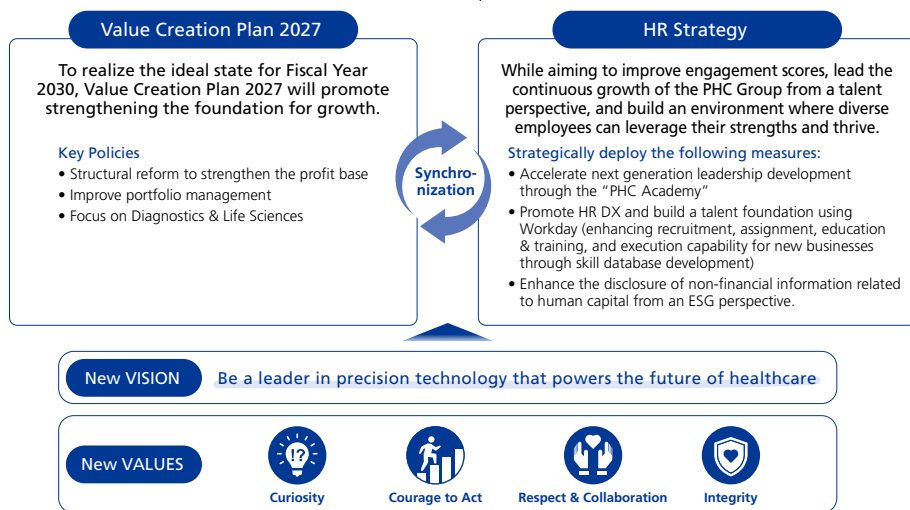 Value Creation Plan 2027
To realize the ideal state for Fiscal Year
2030, Value Creation Plan 2027 will promote
strengthening the foundation for growth.
Key Policies
• Structural reform to strengthen the profit base
• Improve portfolio management
• Focus on Diagnostics & Life Sciences
Synchro-
nization
HR Strategy
While aiming to improve engagement scores, lead the
continuous growth of the PHC Group from a talent
perspective, and build an environment where diverse
employees can leverage their strengths and thrive.
Strategically deploy the following measures:
• Accelerate next generation leadership development
through the “PHC Academy”
• Promote HR DX and build a talent foundation using
Workday (enhancing recruitment, assignment, education
& training, and execution capability for new businesses
through skill database development)
• Enhance the disclosure of non-financial information related
to human capital from an ESG perspective.
New VISION
Be a leader in precision technology that powers the future of healthcare
New VALUES
!?
Curiosity
Courage to Act
Respect & Collaboration
Integrity